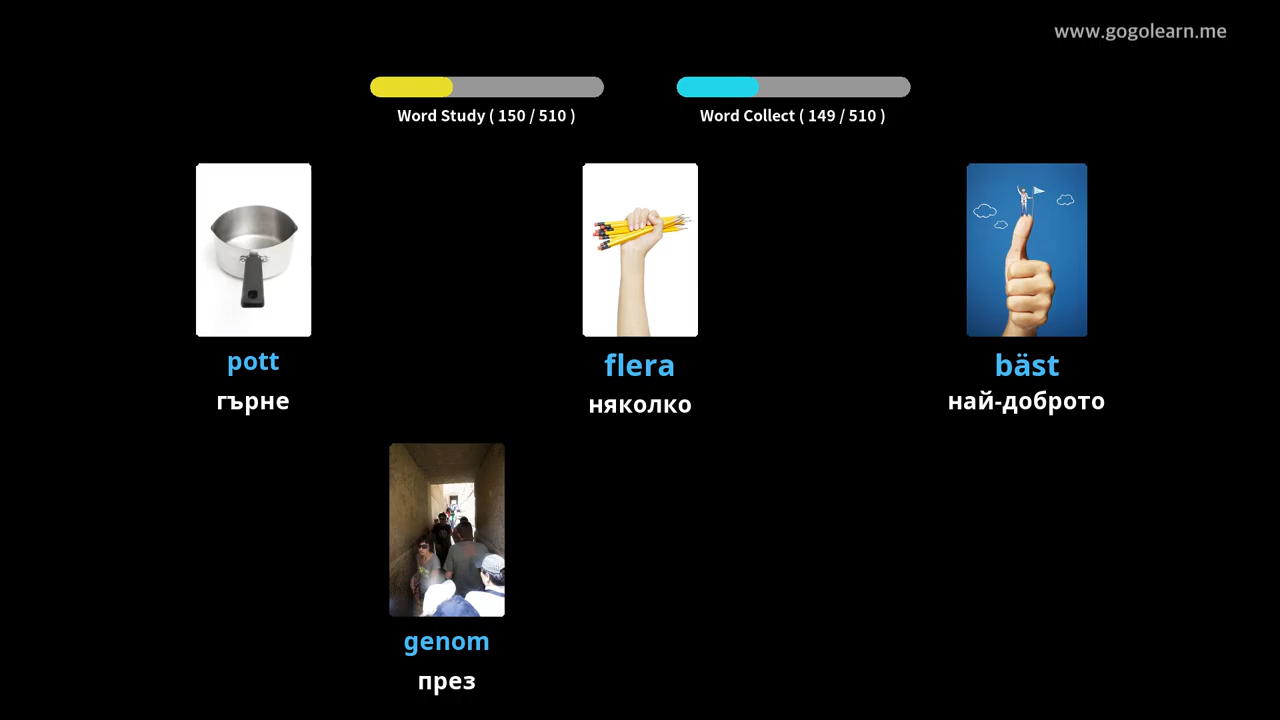 www.gogolearn.me
Word Study ( 150 / 510 )
Word Collect ( 149 / 510 )
pott
гърне
flera
няколко
bäst
най-доброто
genom
през